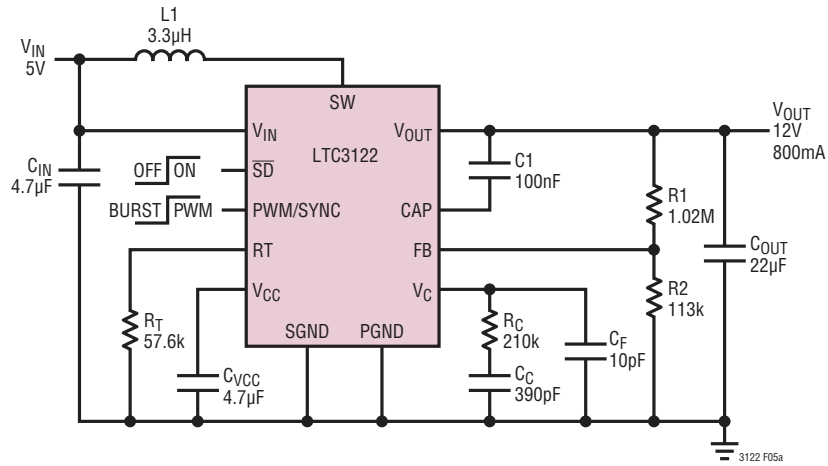 L1
3.3µH
VIN
5V
SW
VIN
VOUT
LTC3122
VOUT
12V
800mA
CIN
4.7µF
OFF ON
SD
C1
100nF
BURST PWM
PWM/SYNC
CAP
R1
1.02M
RT
FB
COUT
22µF
VCC
VC
R2
113k
RT
57.6k
SGND
PGND
RC
210k
CF
10pF
CVCC
4.7µF
CC
390pF
3122 F05a